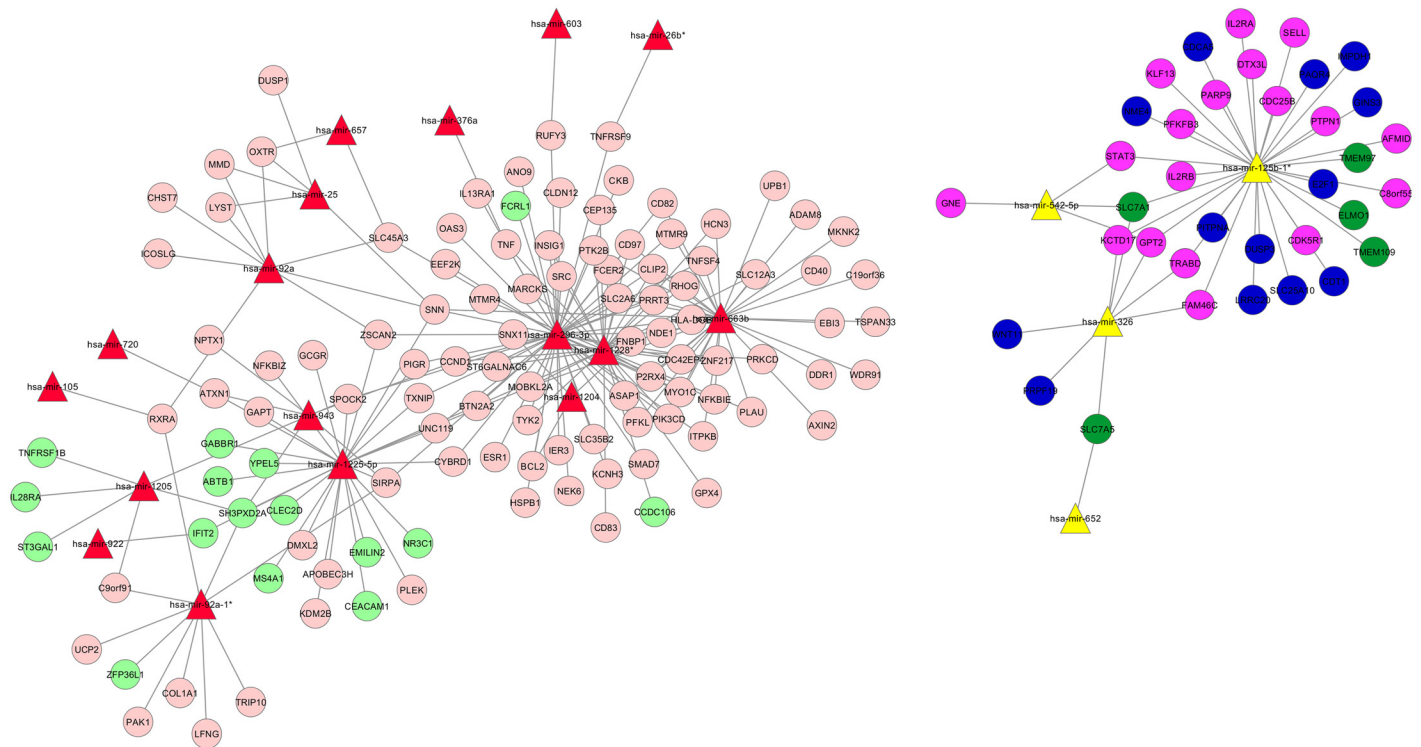 hsa-mir-603
hsa-mir-26b*
DUSP1
hsa-mir-657
hsa-mir-376a
OXTR
RUFY3
TNFRSF9
MMD
hsa-mir-25
LYST
CHST7
ANO9
CKB
IL13RA1
CLDN12
FCRL1
CEP135
CD82
UPB1
ADAM8
SLC45A3
OAS3
TNF
INSIG1
PTK2B
CD97
MTMR9
HCN3
MKNK2
ICOSLG
hsa-mir-92a
EEF2K
SRC
FCER2
CLIP2
TNFSF4
SLC12A3
CD40
C19orf36
MARCKS
RHOG
MTMR4
SLC2A6
PRRT3
SNN
EBI3
TSPAN33
hsa-mir-663b
NPTX1
ZSCAN2
SNX11
hsa-mir-296-3p
FNBP1
NDE1
hsa-mir-720
NFKBIZ
GCGR
CCND1
ST6GALNAC6
hsa-mir-1228*
ZNF217
PRKCD
WDR91
PIGR
DDR1
hsa-mir-105
ATXN1
SPOCK2
TXNIP
MOBKL2A
P2RX4
MYO1C
hsa-mir-1204
ASAP1
NFKBIE
PLAU
AXIN2
RXRA
GAPT
hsa-mir-943
UNC119
BTN2A2
TYK2
PFKL
PIK3CD
ITPKB
TNFRSF1B
GABBR1
YPEL5
hsa-mir-1225-5p
CYBRD1
ESR1
IER3
SLC35B2
SMAD7
ABTB1
BCL2
KCNH3
SIRPA
hsa-mir-1205
IL28RA
NEK6
GPX4
HSPB1
SH3PXD2A
CLEC2D
CCDC106
CD83
IFIT2
hsa-mir-922
ST3GAL1
DMXL2
EMILIN2
NR3C1
MS4A1
APOBEC3H
C9orf91
PLEK
hsa-mir-92a-1*
KDM2B
CEACAM1
UCP2
ZFP36L1
COL1A1
TRIP10
PAK1
LFNG
IL2RA
SELL
DTX3L
KLF13
PARP9
CDC25B
PFKFB3
PTPN1
AFMID
STAT3
TMEM97
hsa-mir-125b-1*
IL2RB
C8orf55
GNE
hsa-mir-542-5p
SLC7A1
ELMO1
KCTD17
GPT2
CDK5R1
TMEM109
TRABD
DUSP3
FAM46C
SLC25A10
hsa-mir-326
SLC7A5
hsa-mir-652